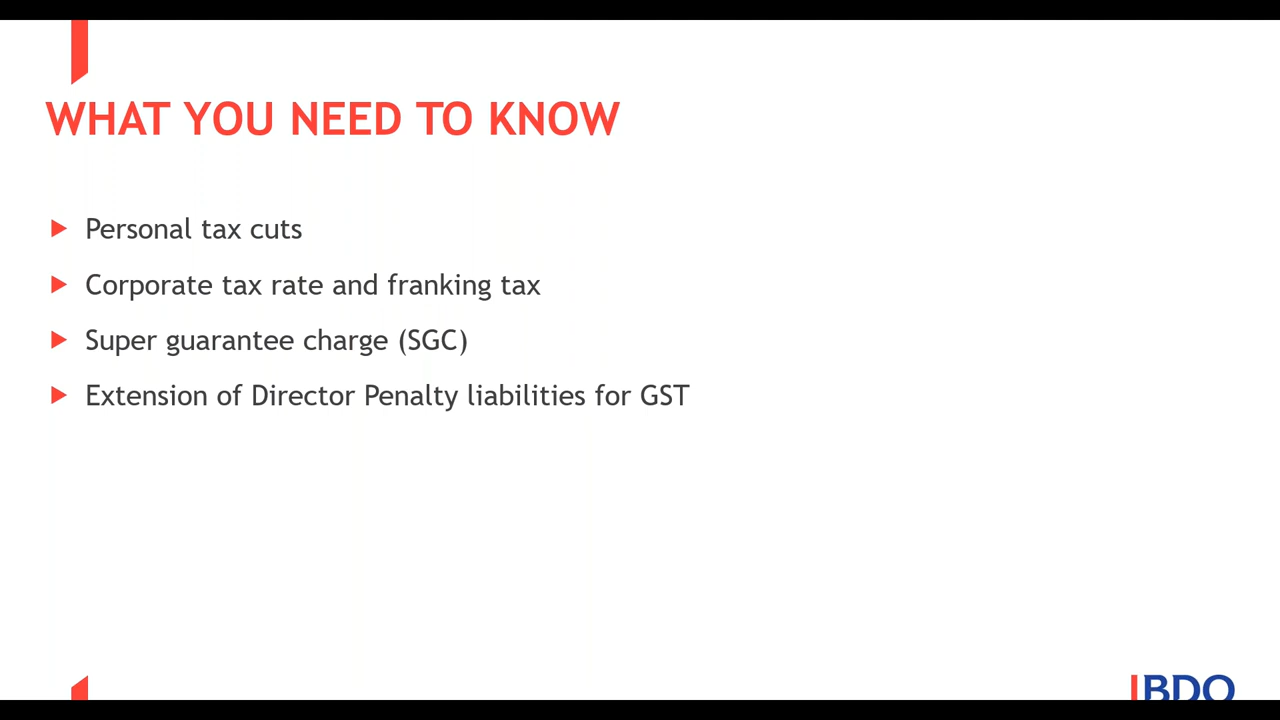 WHAT YOU NEED TO KNOW
Personal tax cuts
Corporate tax rate and franking tax
Super guarantee charge (SGC)
Extension of Director Penalty liabilities for GST
BDO